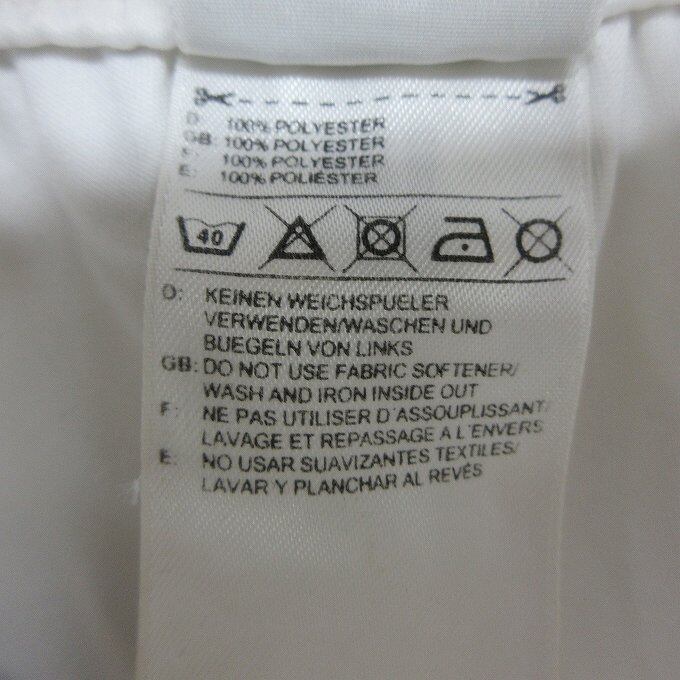 D: 100% POLYESTER
GB: 100% POLYESTER
F: 100% POLYESTER
E: 100% POLIÉSTER
40
D: KEINEN WEICHSPUELER
VERWENDEN/WASCHEN UND
BUEGELN VON LINKS
GB: DO NOT USE FABRIC SOFTENER/
WASH AND IRON INSIDE OUT
F: NE PAS UTILISER D'ASSOUPLISSANT/
LAVAGE ET REPASSAGE A L'ENVERS
E: NO USAR SUAVIZANTES TEXTILES/
LAVAR Y PLANCHAR AL REVÉS